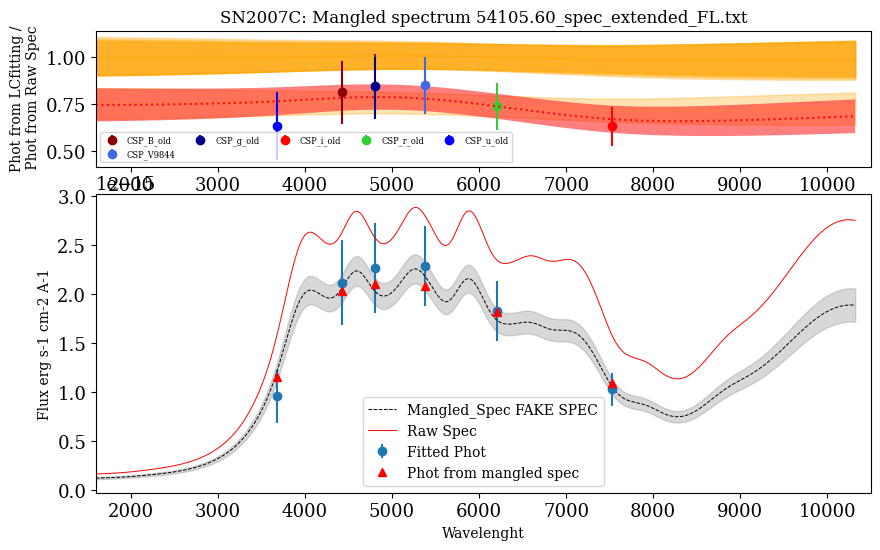 SN2007C: Mangled spectrum 54105.60_spec_extended_FL.txt
Phot from LCfitting /
Phot from Raw Spec
1.00
0.75
0.50
CSP_B_old CSP_g_old CSP_i_old CSP_r_old CSP_u_old
CSP_V9844
2000 3000 4000 5000 6000 7000 8000 9000 10000
1e−15
Flux erg s-1 cm-2 A-1
3.0
2.5
2.0
1.5
1.0
0.5
0.0
Mangled_Spec FAKE SPEC
Raw Spec
Fitted Phot
Phot from mangled spec
2000 3000 4000 5000 6000 7000 8000 9000 10000
Wavelenght